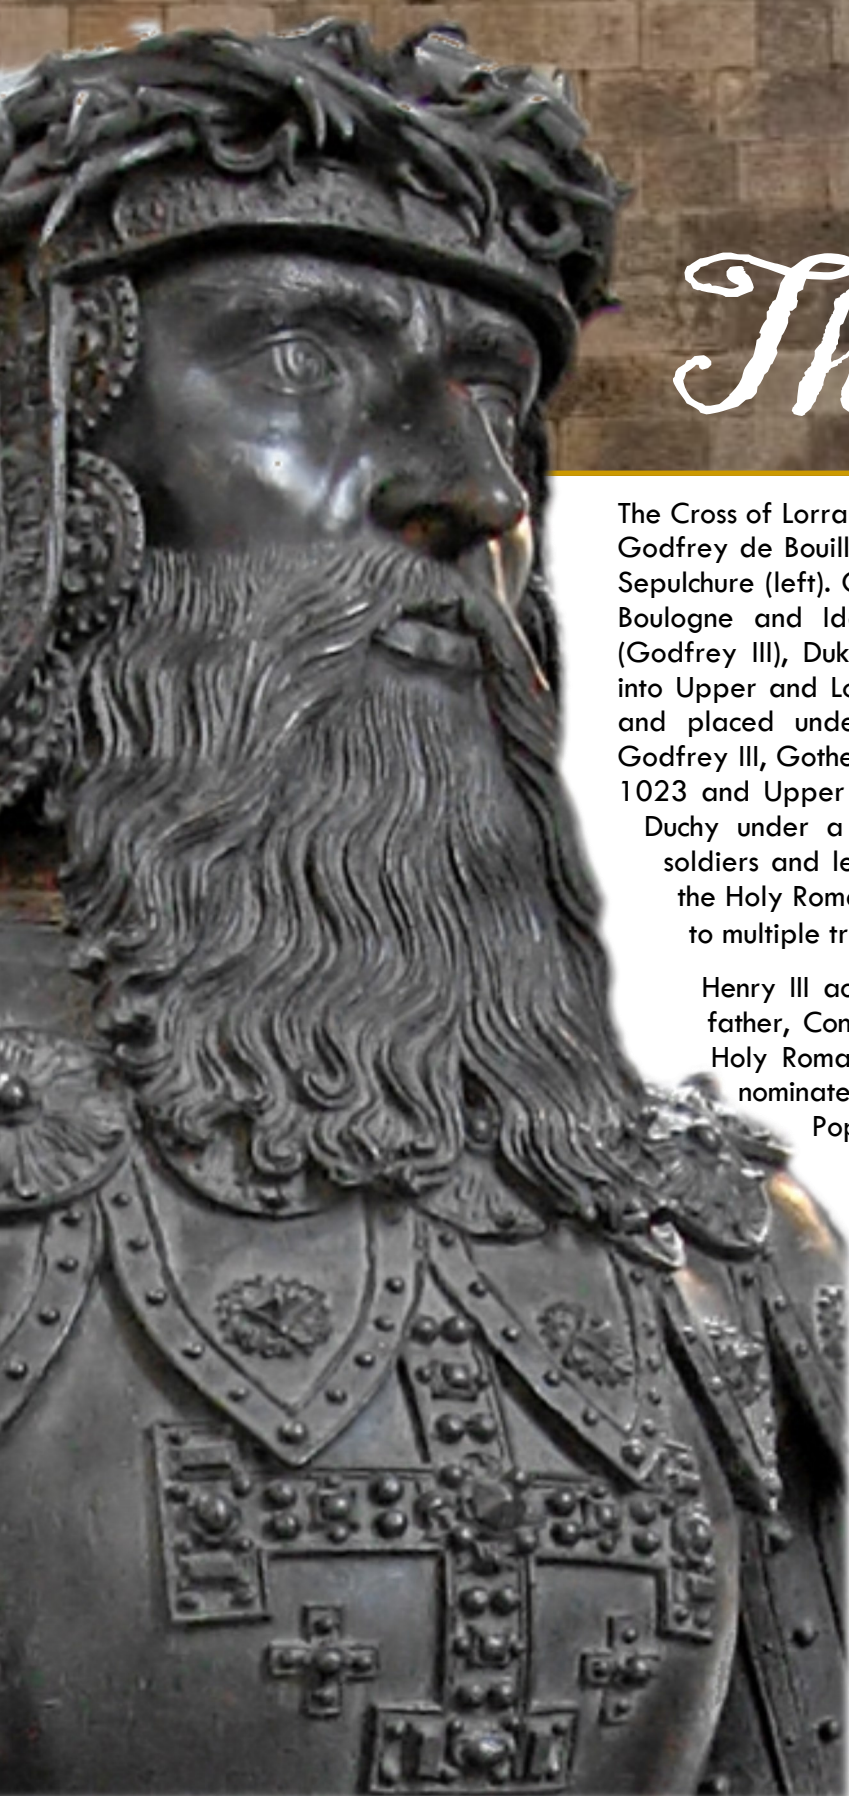 Th
The Cross of Lorra
Godfrey de Bouill
Sepulchure (left). G
Boulogne and Id
(Godfrey III), Duk
into Upper and Lo
and placed unde
Godfrey III, Gothe
1023 and Upper
Duchy under a
soldiers and le
the Holy Roma
to multiple tr
Henry III ac
father, Con
Holy Roma
nominate
Pop